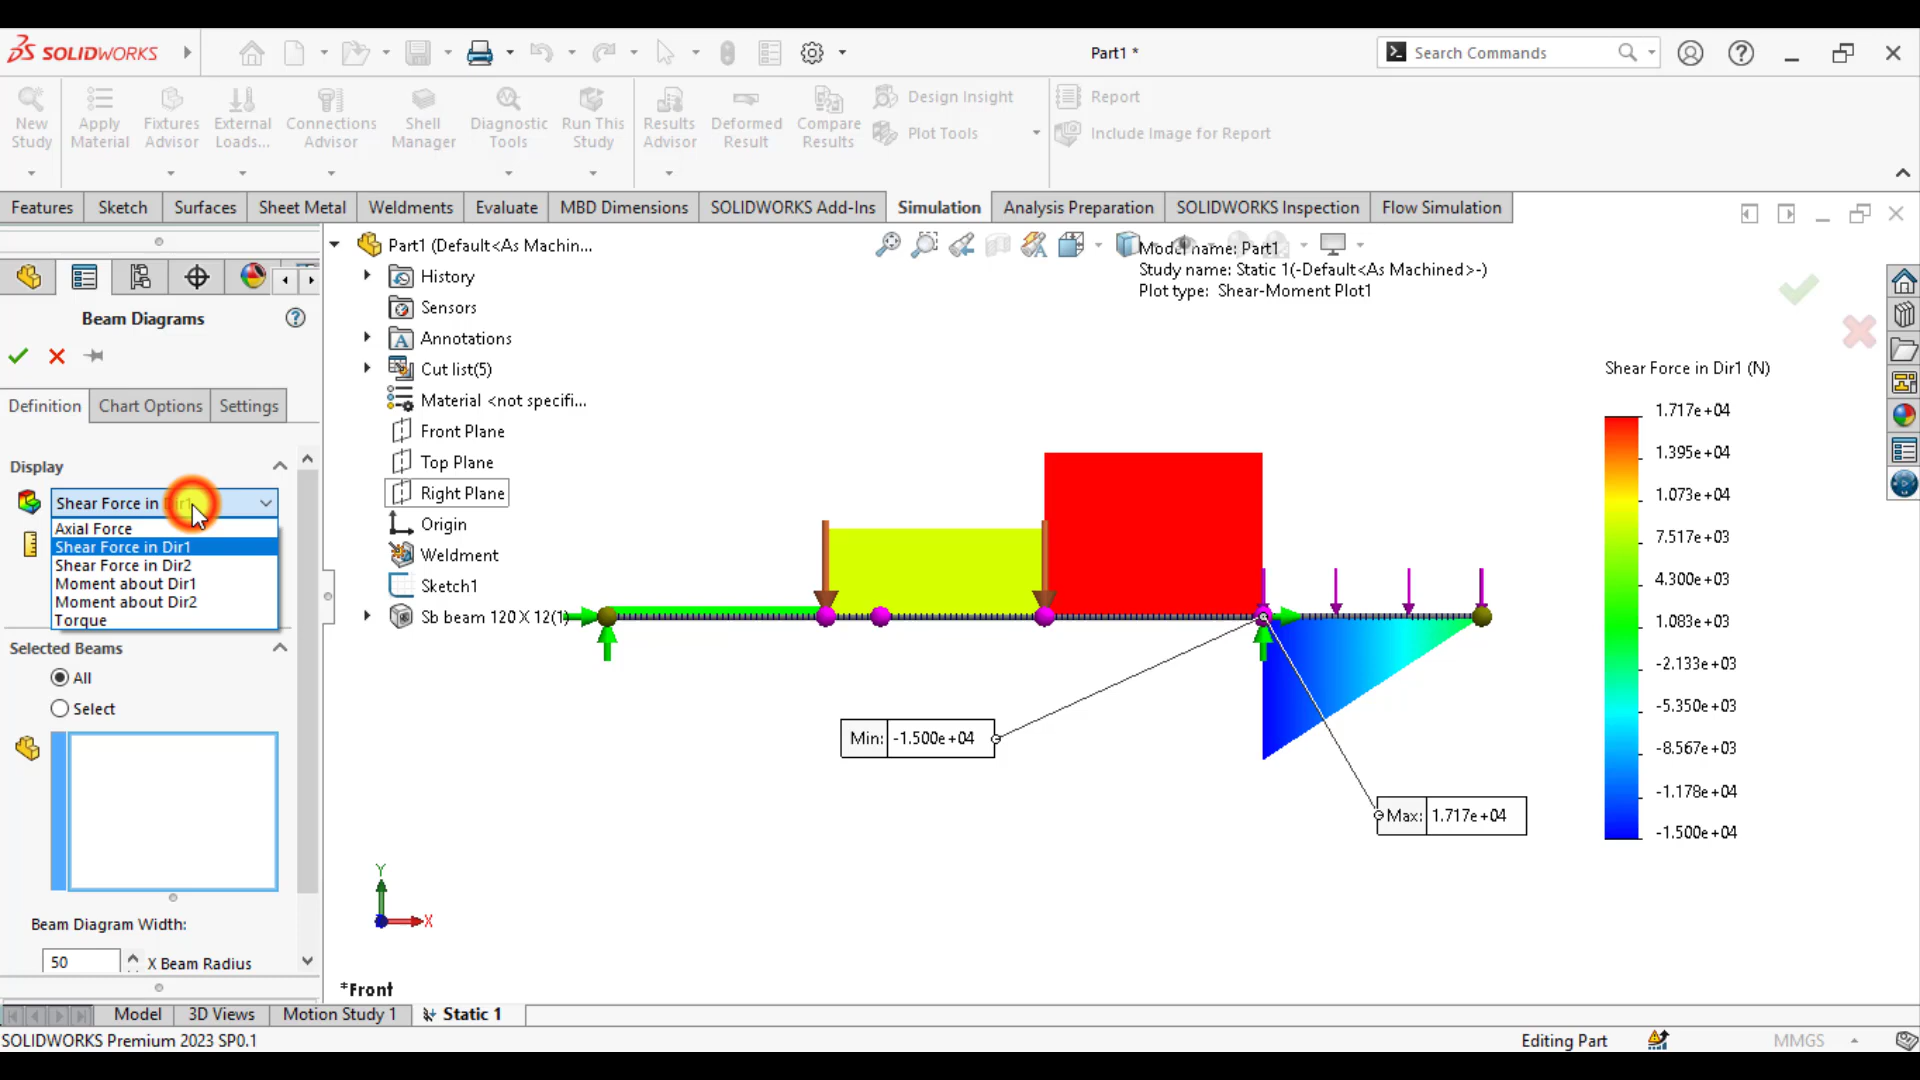 SOLIDWORKS
Part1 *
Search Commands
New Study
Apply Material
Fixtures Advisor
External Loads...
Connections Advisor
Shell Manager
Diagnostic Tools
Run This Study
Results Advisor
Deformed Result
Compare Results
Design Insight
Plot Tools
Report
Include Image for Report
Features
Sketch
Surfaces
Sheet Metal
Weldments
Evaluate
MBD Dimensions
SOLIDWORKS Add-Ins
Simulation
Analysis Preparation
SOLIDWORKS Inspection
Flow Simulation
Beam Diagrams
Definition
Chart Options
Settings
Display
Shear Force in Dir1
Axial Force
Shear Force in Dir1
Shear Force in Dir2
Moment about Dir1
Moment about Dir2
Torque
Selected Beams
All
Select
Beam Diagram Width:
50
X Beam Radius
Part1 (Default<As Machin...
History
Sensors
A
Annotations
Cut list(5)
Material <not specifi...
Front Plane
Top Plane
Right Plane
Origin
Weldment
Sketch1
Sb beam 120 X 12(1)
Model name: Part1
Study name: Static 1(-Default<As Machined>-)
Plot type: Shear-Moment Plot1
Shear Force in Dir1 (N)
1.717e+04
1.395e+04
1.073e+04
7.517e+03
4.300e+03
1.083e+03
-2.133e+03
-5.350e+03
-8.567e+03
-1.178e+04
-1.500e+04
Min: -1.500e+04
Max: 1.717e+04
Y
X
*Front
Model
3D Views
Motion Study 1
Static 1
SOLIDWORKS Premium 2023 SP0.1
Editing Part
MMGS